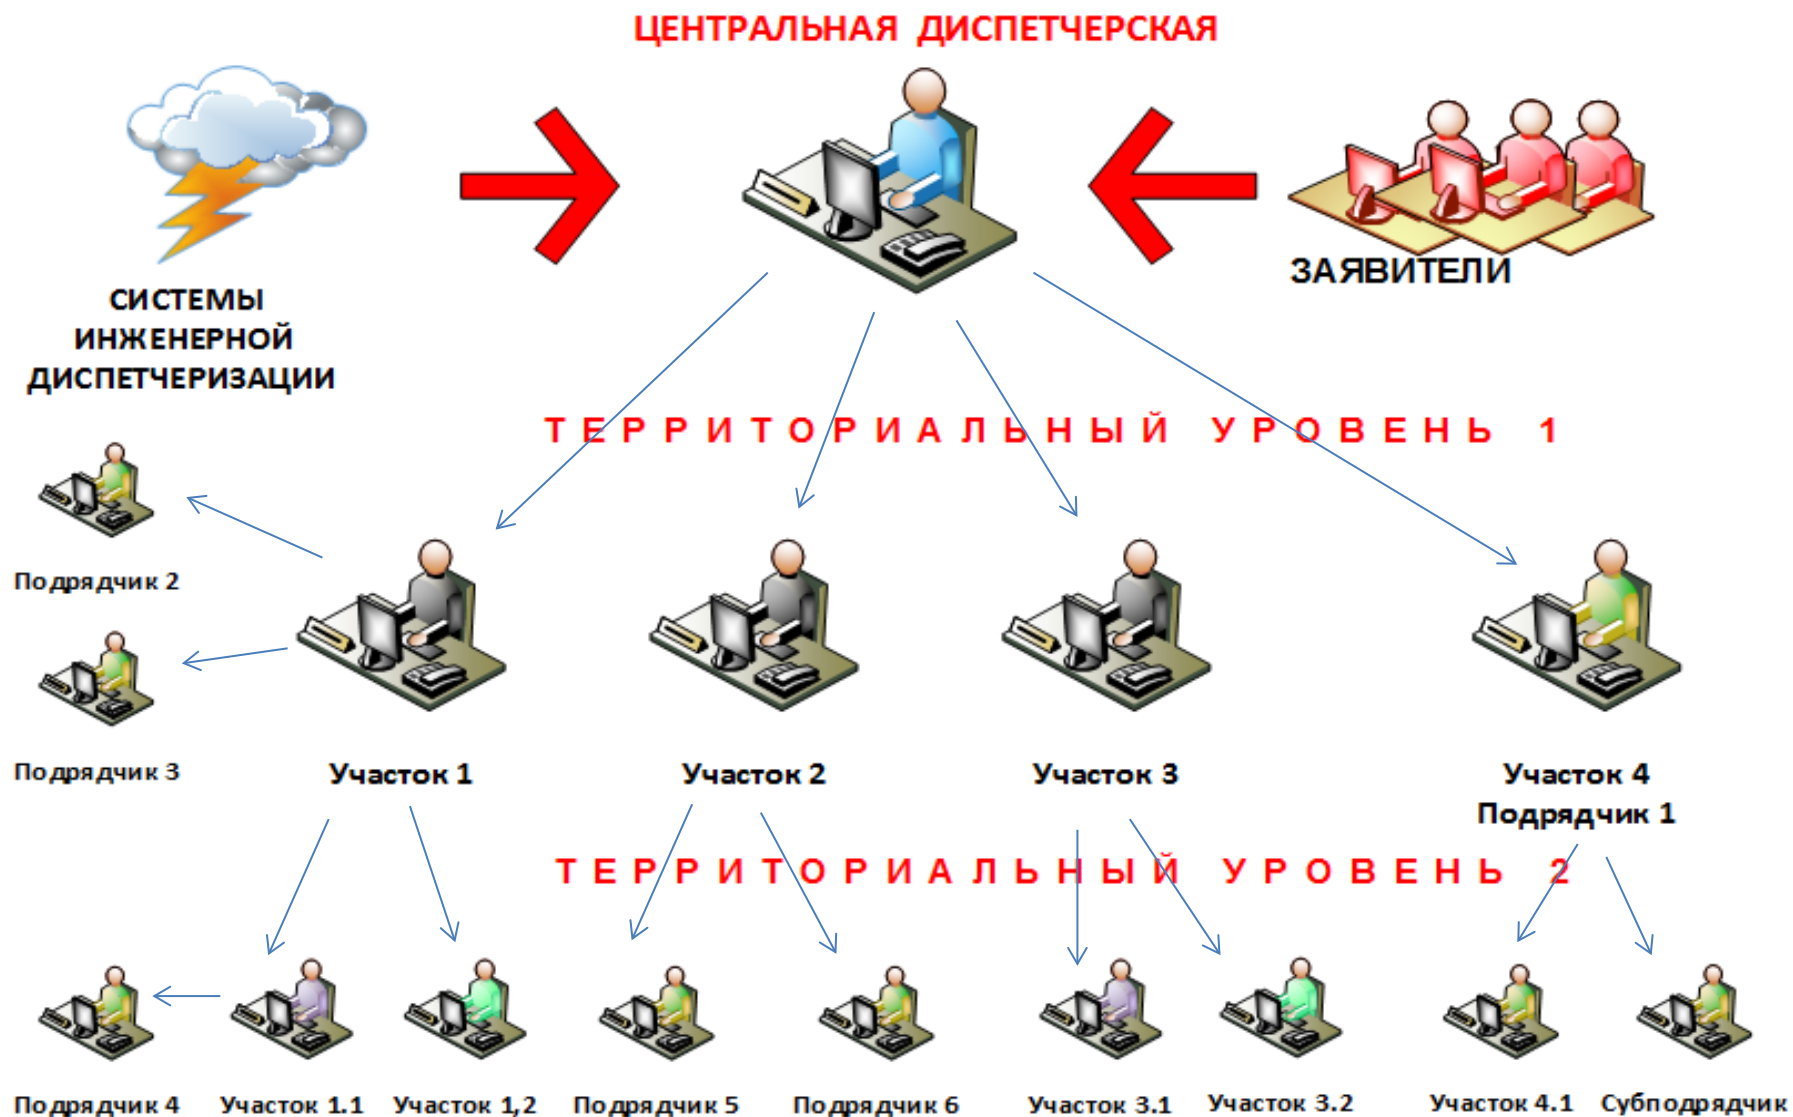 ЦЕНТРАЛЬНАЯ ДИСПЕТЧЕРСКАЯ
СИСТЕМЫ
ИНЖЕНЕРНОЙ
ДИСПЕТЧЕРИЗАЦИИ
ЗАЯВИТЕЛИ
ТЕРРИТОРИАЛЬНЫЙ УРОВЕНЬ 1
Подрядчик 2
Подрядчик 3
Участок 1
Участок 2
Участок 3
Участок 4
Подрядчик 1
ТЕРРИТОРИАЛЬНЫЙ УРОВЕНЬ 2
Подрядчик 4
Участок 1.1
Участок 1,2
Подрядчик 5
Подрядчик 6
Участок 3.1
Участок 3.2
Участок 4.1
Субподрядчик